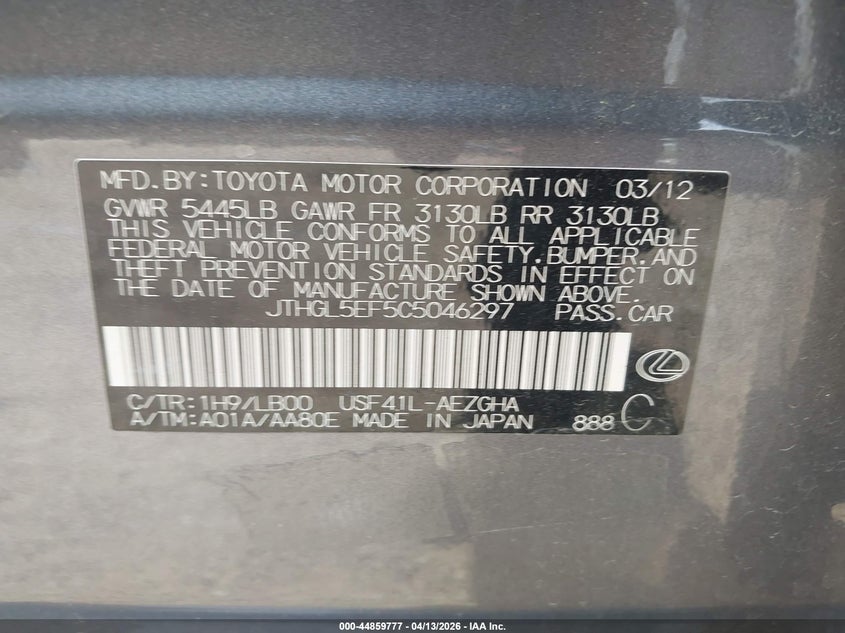 MFD.BY:TOYOTA MOTOR CORPORATION 03/12
GVWR 5445LB GAWR FR 3130LB RR 3130LB
THIS VEHICLE CONFORMS TO ALL APPLICABLE
FEDERAL MOTOR VEHICLE SAFETY,BUMPER,AND
THEFT PREVENTION STANDARDS IN EFFECT ON
THE DATE OF MANUFACTURE SHOWN ABOVE.
JTHGL5EF5C5046297 PASS.CAR
C/TR:1H9/LB00 USF41L-AEZGHA
A/TM:A01A/AA80E MADE IN JAPAN 888 C
000-44859777 - 04/13/2026 - IAA Inc.